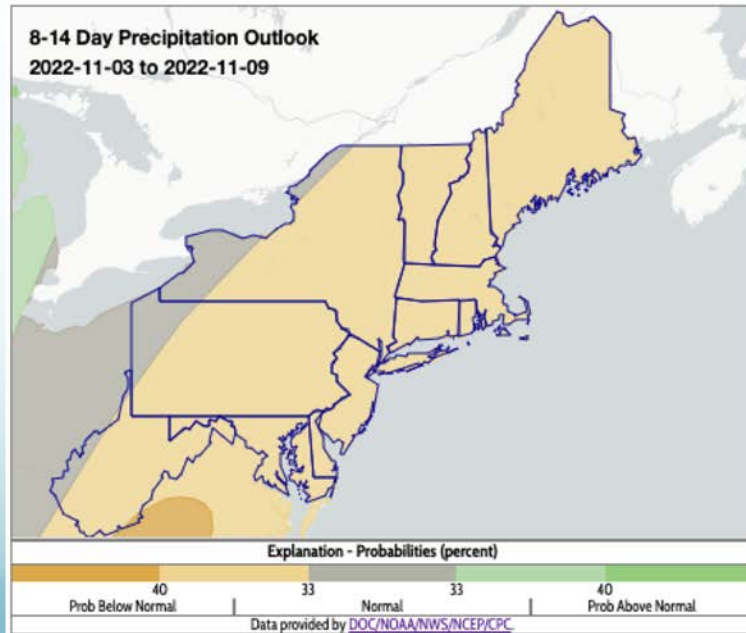 8-14 Day Precipitation Outlook
2022-11-03 to 2022-11-09
Explanation - Probabilities (percent)
40 33 33 40
Prob Below Normal | Normal | Prob Above Normal
Data provided by DOC/NOAA/NWS/NCEP/CPC.